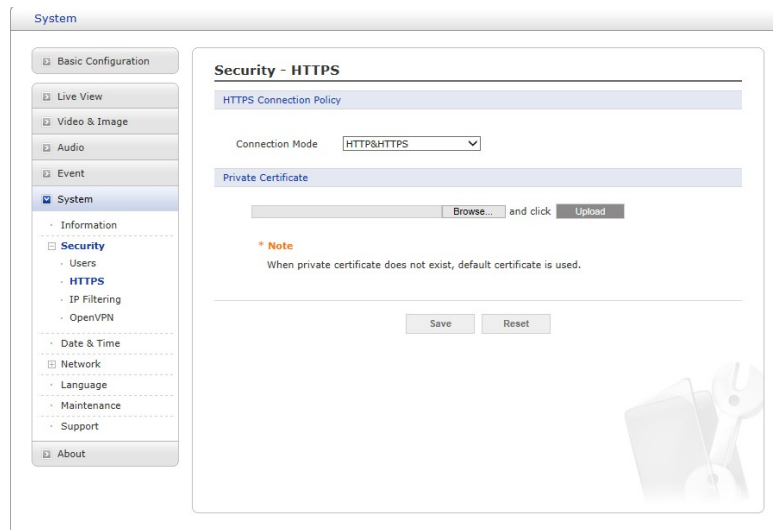 System
Basic Configuration
Live View
Video & Image
Audio
Event
System
Information
Security
Users
HTTPS
IP Filtering
OpenVPN
Date & Time
Network
Language
Maintenance
Support
About
Security - HTTPS
HTTPS Connection Policy
Connection Mode HTTP&HTTPS
Private Certificate
Browse... and click Upload
* Note
When private certificate does not exist, default certificate is used.
Save Reset